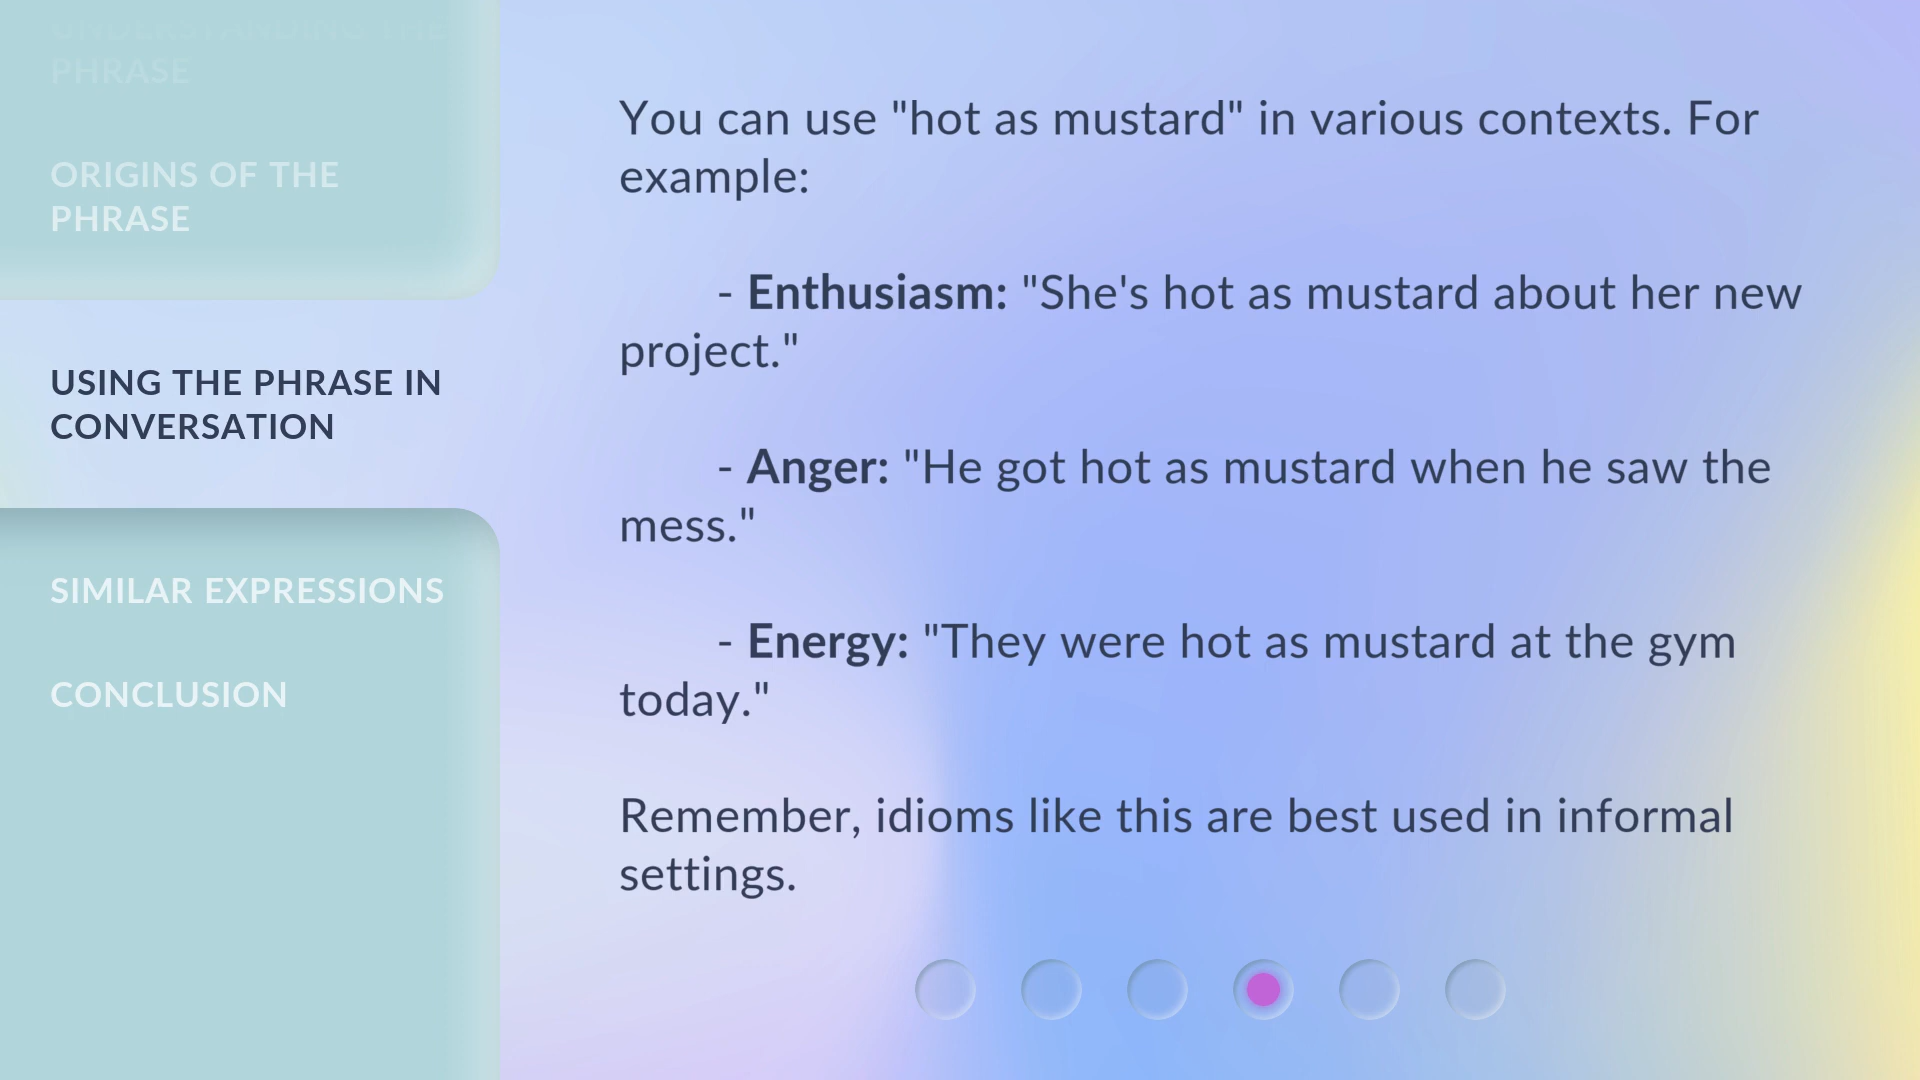 UNDERSTANDING THE
PHRASE
ORIGINS OF THE
PHRASE
USING THE PHRASE IN
CONVERSATION
SIMILAR EXPRESSIONS
CONCLUSION
You can use "hot as mustard" in various contexts. For
example:
- Enthusiasm: "She's hot as mustard about her new
project."
- Anger: "He got hot as mustard when he saw the
mess."
- Energy: "They were hot as mustard at the gym
today."
Remember, idioms like this are best used in informal
settings.